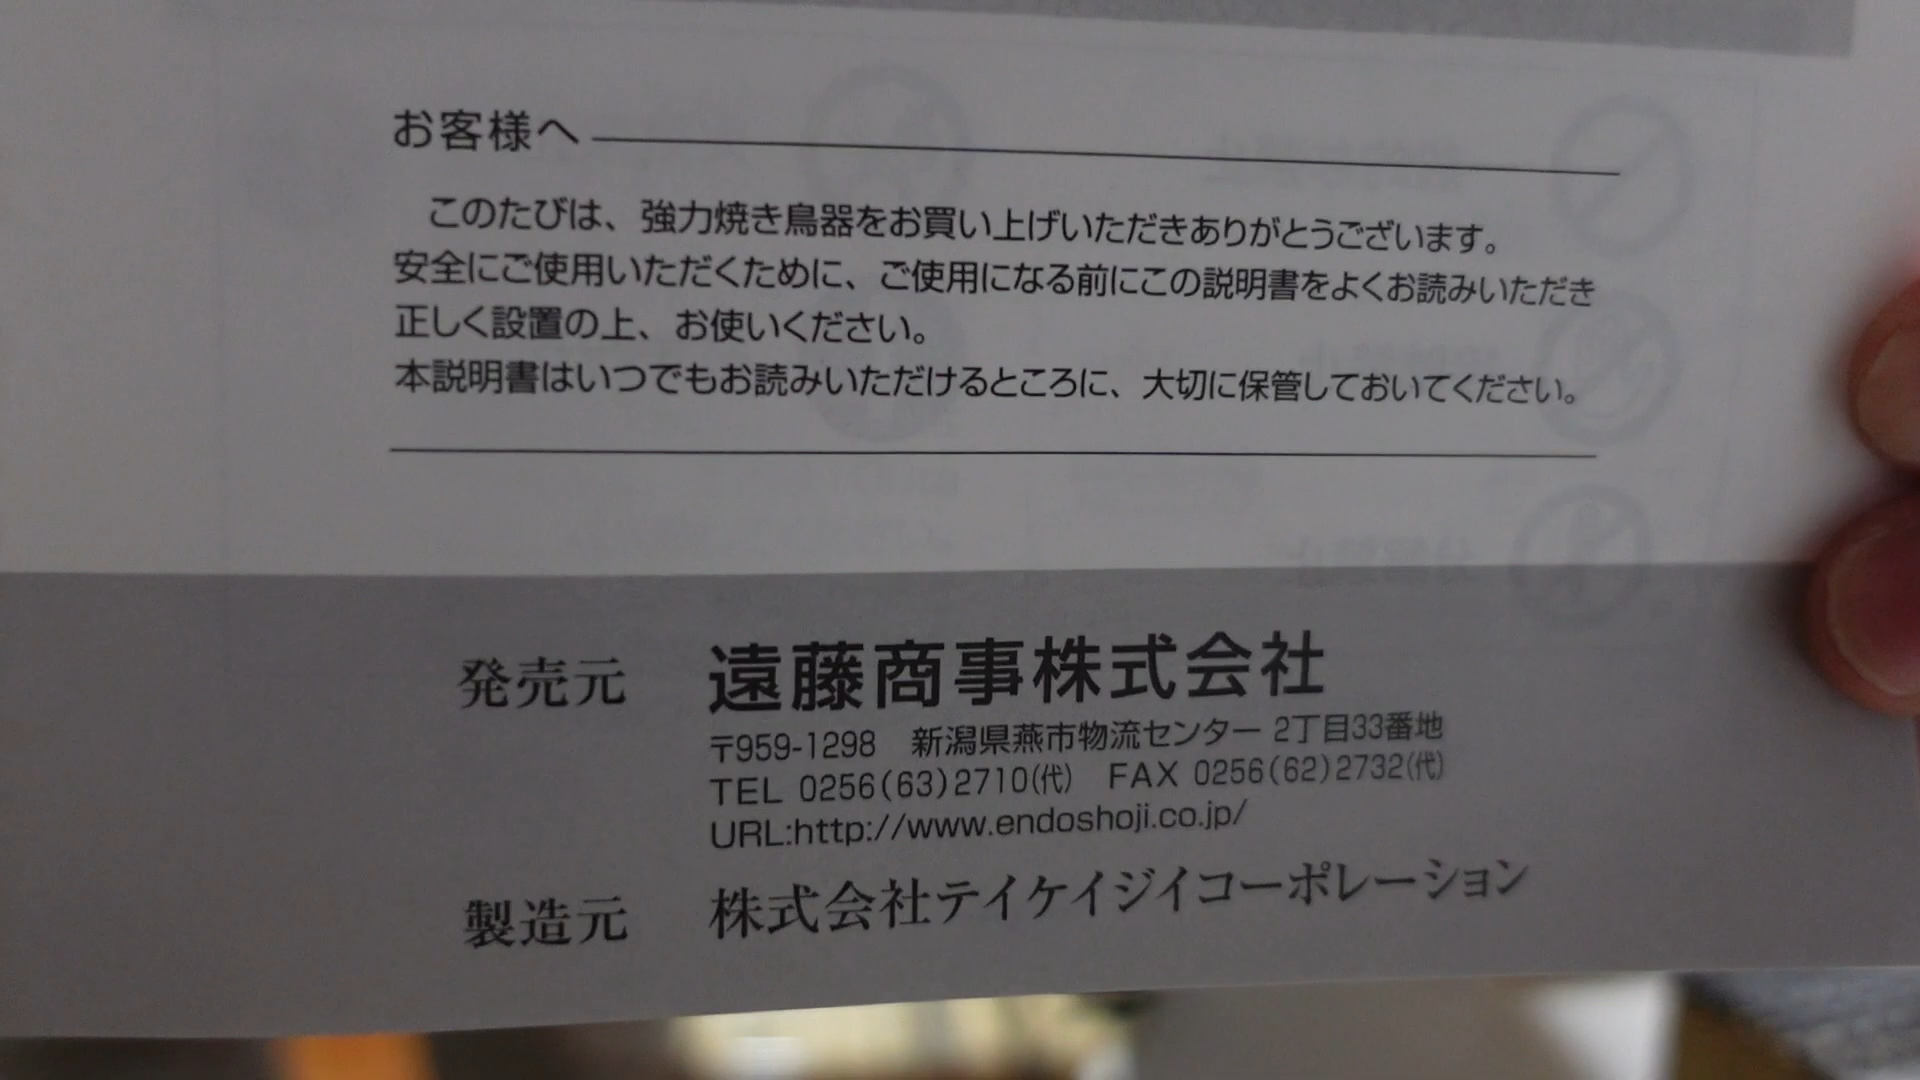 お客様へ
このたびは、強力焼き鳥器をお買い上げいただきありがとうございます。
安全にご使用いただくために、ご使用になる前にこの説明書をよくお読みいただき
正しく設置の上、お使いください。
本説明書はいつでもお読みいただけるところに、大切に保管しておいてください。
発売元 遠藤商事株式会社
〒959-1298 新潟県燕市物流センター 2丁目33番地
TEL 0256(63)2710(代) FAX 0256(62)2732(代)
URL:http://www.endoshoji.co.jp/
製造元 株式会社テイケイジイコーポレーション